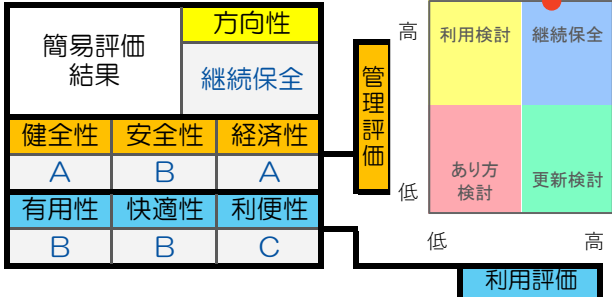 簡易評価
結果
方向性
継続保全
健全性 安全性 経済性
A B A
有用性 快適性 利便性
B B C
管理評価
高
低
利用検討 継続保全
あり方
検討
更新検討
低 高
利用評価